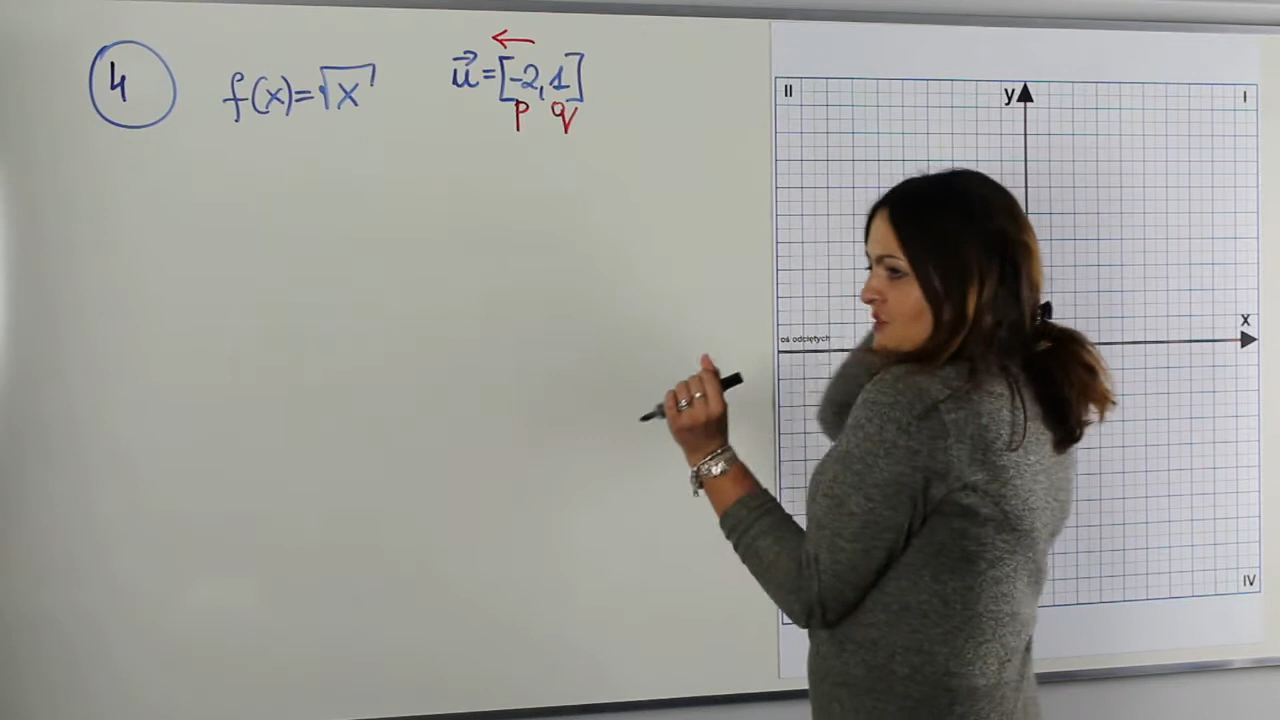 4 f(x)=√x u⃗=[-2,1]
p q
II I
y
x
oś odciętych
IV